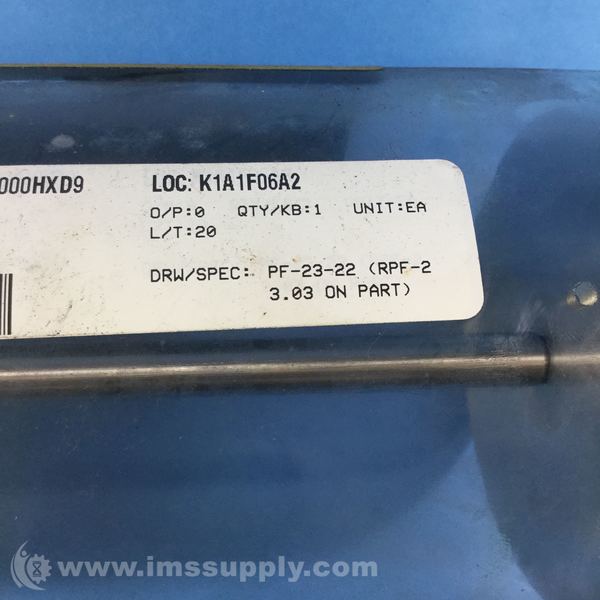 000HXD9 LOC: K1A1F06A2
O/P:0 QTY/KB:1 UNIT:EA
L/T:20
DRW/SPEC: PF-23-22 (RPF-2
3.03 ON PART)
www.imssupply.com